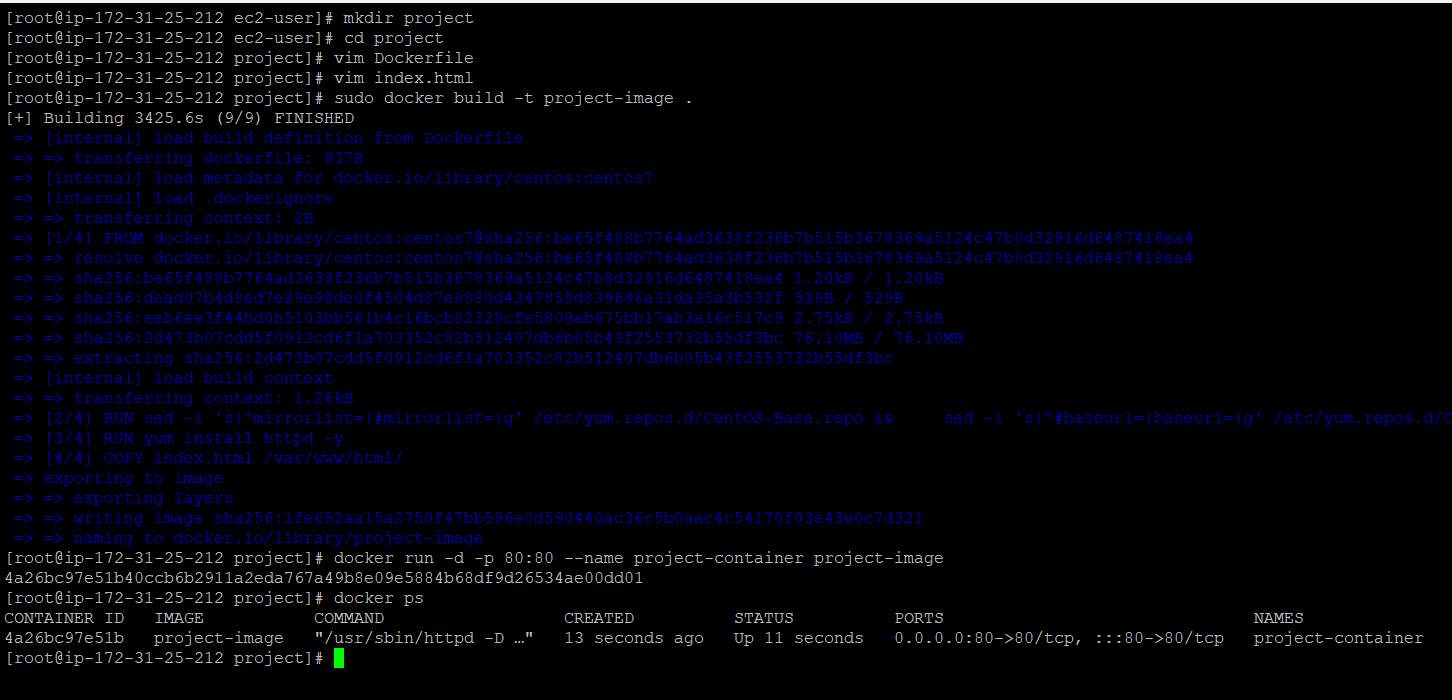 [root@ip-172-31-25-212 ec2-user]# mkdir project
[root@ip-172-31-25-212 ec2-user]# cd project
[root@ip-172-31-25-212 project]# vim Dockerfile
[root@ip-172-31-25-212 project]# vim index.html
[root@ip-172-31-25-212 project]# sudo docker build -t project-image .
[+] Building 3425.6s (9/9) FINISHED
=> [internal] load build definition from Dockerfile
=> => transferring dockerfile: 937B
=> [internal] load metadata for docker.io/library/centos:centos7
=> [internal] load .dockerignore
=> => transferring context: 2B
=> [1/4] FROM docker.io/library/centos:centos7@sha256:be65f488b7764ad3638f236b7b515b3678369a5124c47b8d32916d6487418ea4
=> => resolve docker.io/library/centos:centos7@sha256:be65f488b7764ad3638f236b7b515b3678369a5124c47b8d32916d6487418ea4
=> => sha256:be65f488b7764ad3638f236b7b515b3678369a5124c47b8d32916d6487418ea4 1.20kB / 1.20kB
=> => sha256:dead07b4d8ed7e29e98de0f4504d87e8880d4347859d839686a31da35a3b532f 529B / 529B
=> => sha256:eeb6ee3f44bd0b5103bb561b4c16bcb82328cfe5809ab675bb17ab3a16c517c9 2.75kB / 2.75kB
=> => sha256:2d473b07cdd5f0912cd6f1a703352c82b512407db6b05b43f2553732b55df3bc 76.10MB / 76.10MB
=> => extracting sha256:2d473b07cdd5f0912cd6f1a703352c82b512407db6b05b43f2553732b55df3bc
=> [internal] load build context
=> => transferring context: 1.26kB
=> [2/4] RUN sed -i 's|^mirrorlist=|#mirrorlist=|g' /etc/yum.repos.d/CentOS-Base.repo &&     sed -i 's|^#baseurl=|baseurl=|g' /etc/yum.repos.d/C
=> [3/4] RUN yum install httpd -y
=> [4/4] COPY index.html /var/www/html/
=> exporting to image
=> => exporting layers
=> => writing image sha256:1fe652aa15a2750f47bb596e0d590440ac36c5b0aac4c54170f03e43e0c7d321
=> => naming to docker.io/library/project-image
[root@ip-172-31-25-212 project]# docker run -d -p 80:80 --name project-container project-image
4a26bc97e51b40ccb6b2911a2eda767a49b8e09e5884b68df9d26534ae00dd01
[root@ip-172-31-25-212 project]# docker ps
CONTAINER ID   IMAGE           COMMAND                  CREATED          STATUS          PORTS                               NAMES
4a26bc97e51b   project-image   "/usr/sbin/httpd -D …"   13 seconds ago   Up 11 seconds   0.0.0.0:80->80/tcp, :::80->80/tcp   project-container
[root@ip-172-31-25-212 project]#